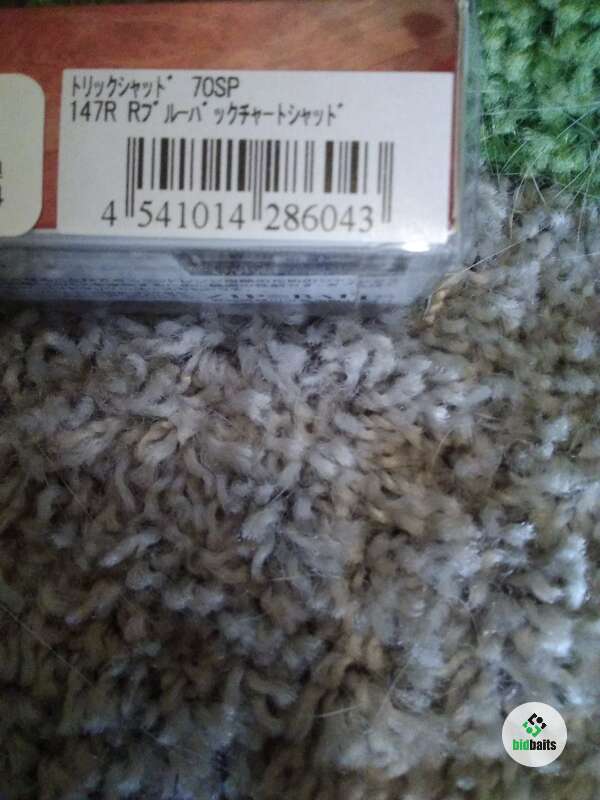 トリックシャッド 70SP
147R Rブルーバックチャートシャッド
4 541014 286043
bidbaits